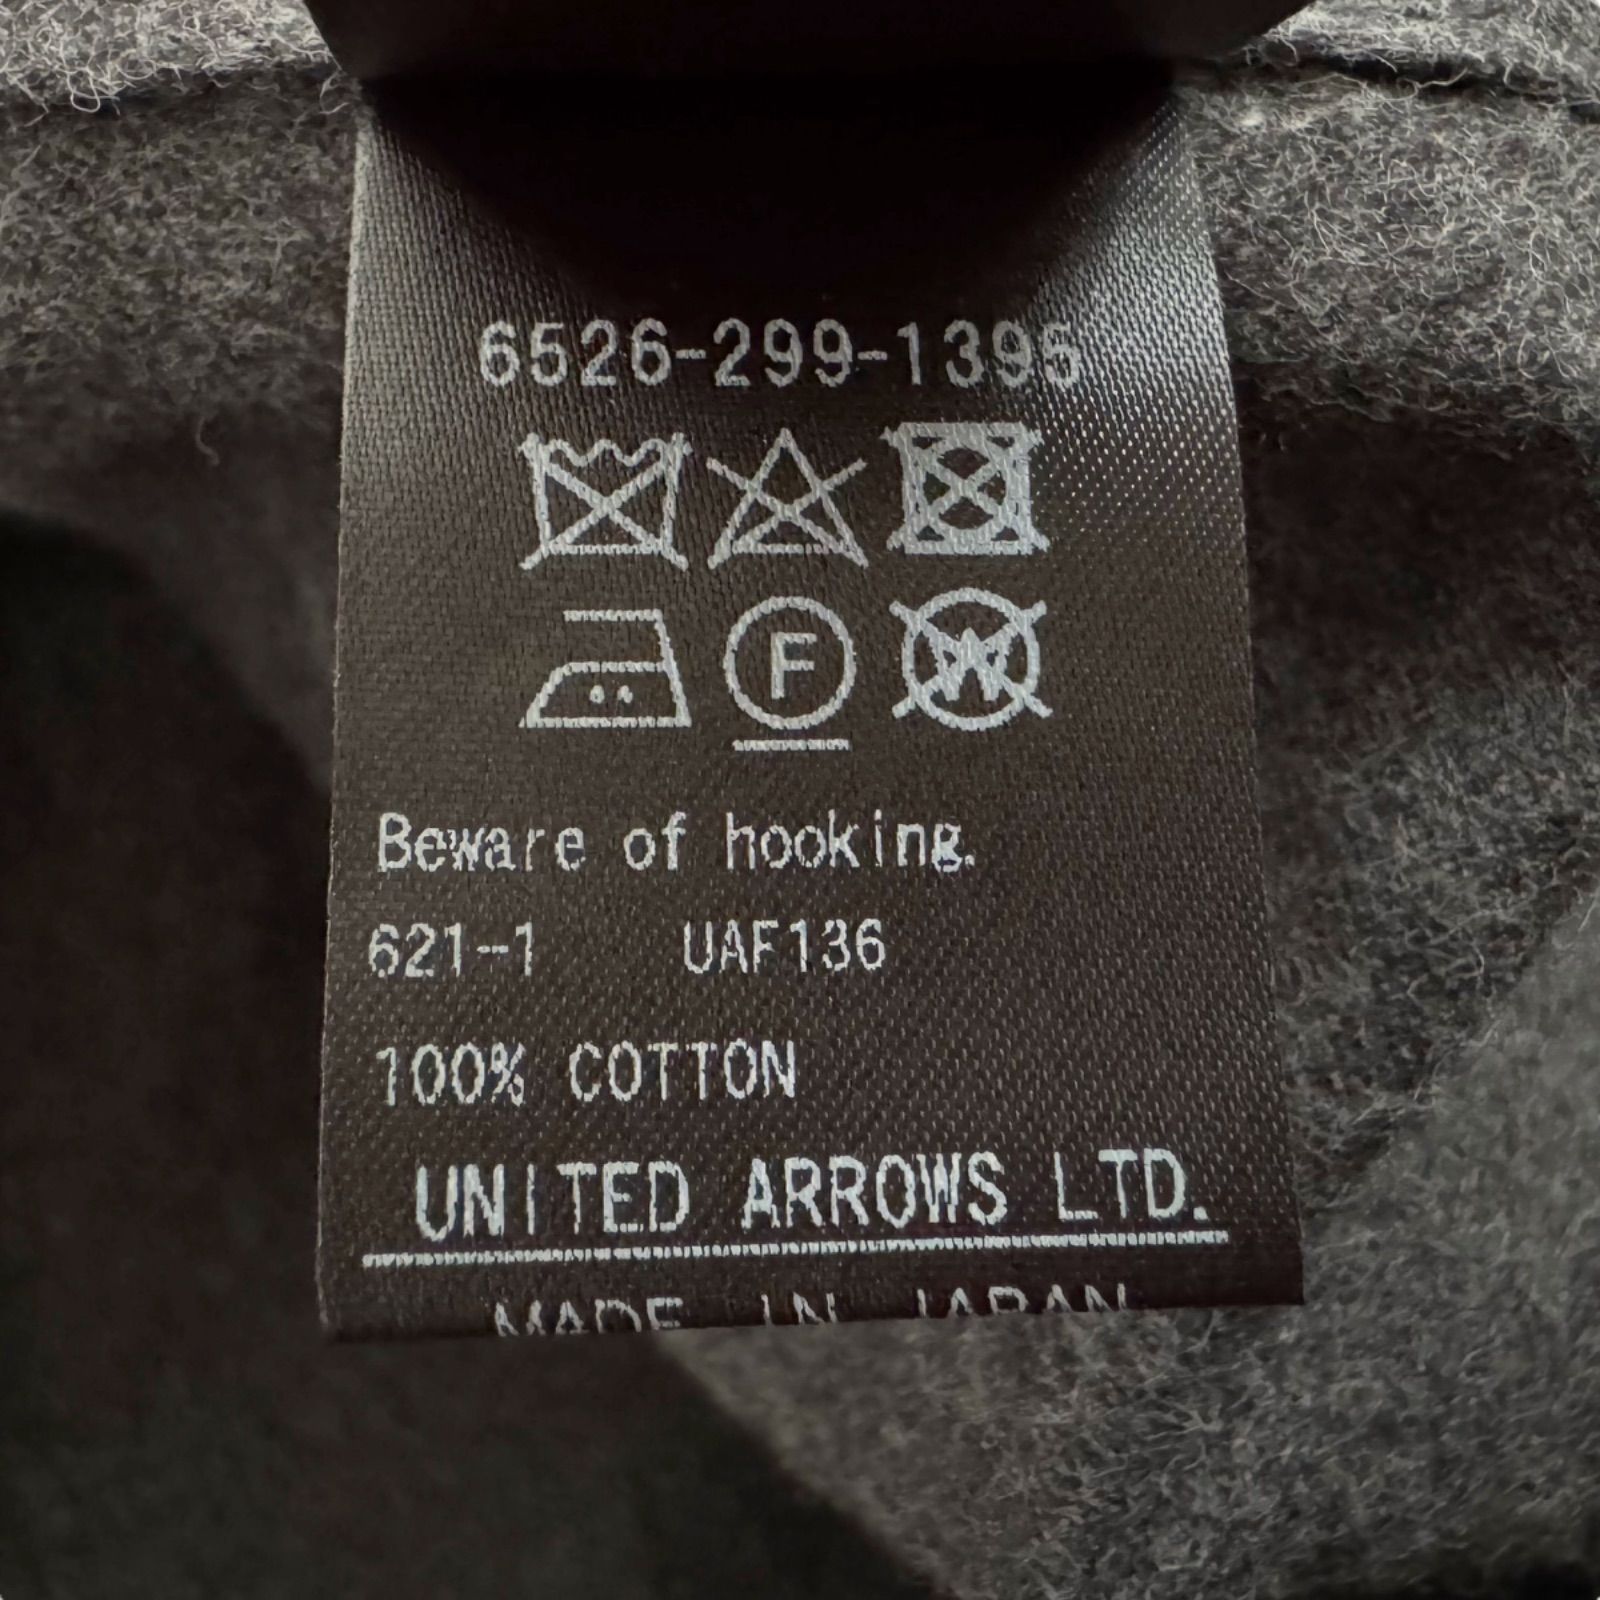 6526-299-1395
F W
Beware of hooking.
621-1 UAF136
100% COTTON
UNITED ARROWS LTD.
MADE IN JAPAN